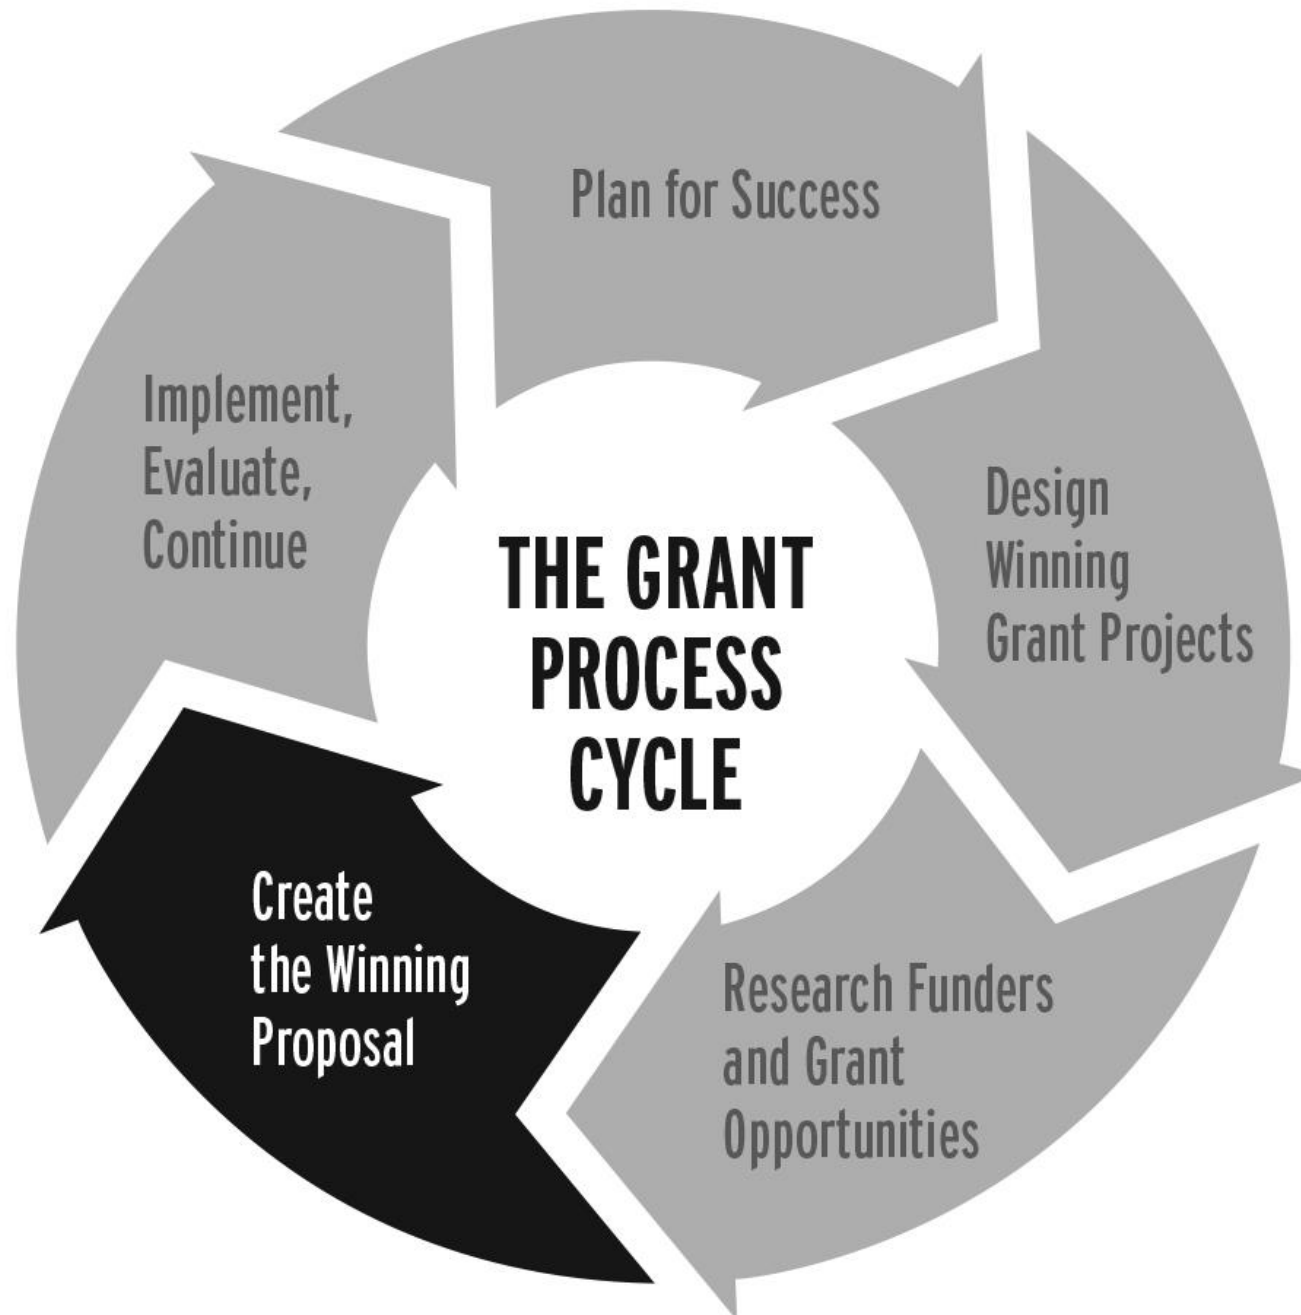 Plan for Success
Design
Winning
Grant Projects
Research Funders
and Grant
Opportunities
Create
the Winning
Proposal
Implement,
Evaluate,
Continue
THE GRANT
PROCESS
CYCLE